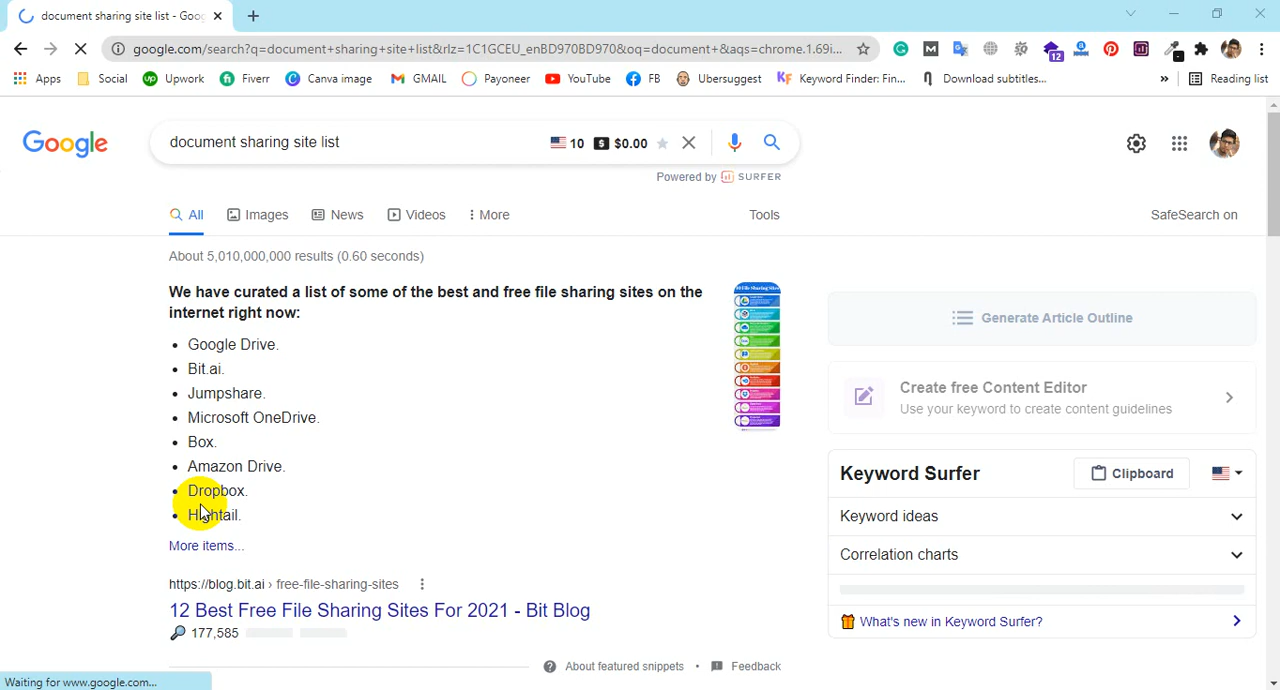 document sharing site list - Goog
google.com/search?q=document+sharing+site+list&rlz=1C1GCEU_enBD970BD970&oq=document+&aqs=chrome.1.69i...
12
Apps
Social
Upwork
Fiverr
Canva image
GMAIL
Payoneer
YouTube
FB
Ubersuggest
Keyword Finder: Fin...
Download subtitles...
»
Reading list
Google
document sharing site list
10 $0.00
Powered by SURFER
All
Images
News
Videos
More
Tools
SafeSearch on
About 5,010,000,000 results (0.60 seconds)
We have curated a list of some of the best and free file sharing sites on the
internet right now:
Google Drive.
Bit.ai.
Jumpshare.
Microsoft OneDrive.
Box.
Amazon Drive.
Dropbox.
Hightail.
More items...
https://blog.bit.ai › free-file-sharing-sites
12 Best Free File Sharing Sites For 2021 - Bit Blog
177,585
About featured snippets • Feedback
Generate Article Outline
Create free Content Editor
Use your keyword to create content guidelines
Keyword Surfer
Clipboard
Keyword ideas
Correlation charts
What's new in Keyword Surfer?
Waiting for www.google.com...